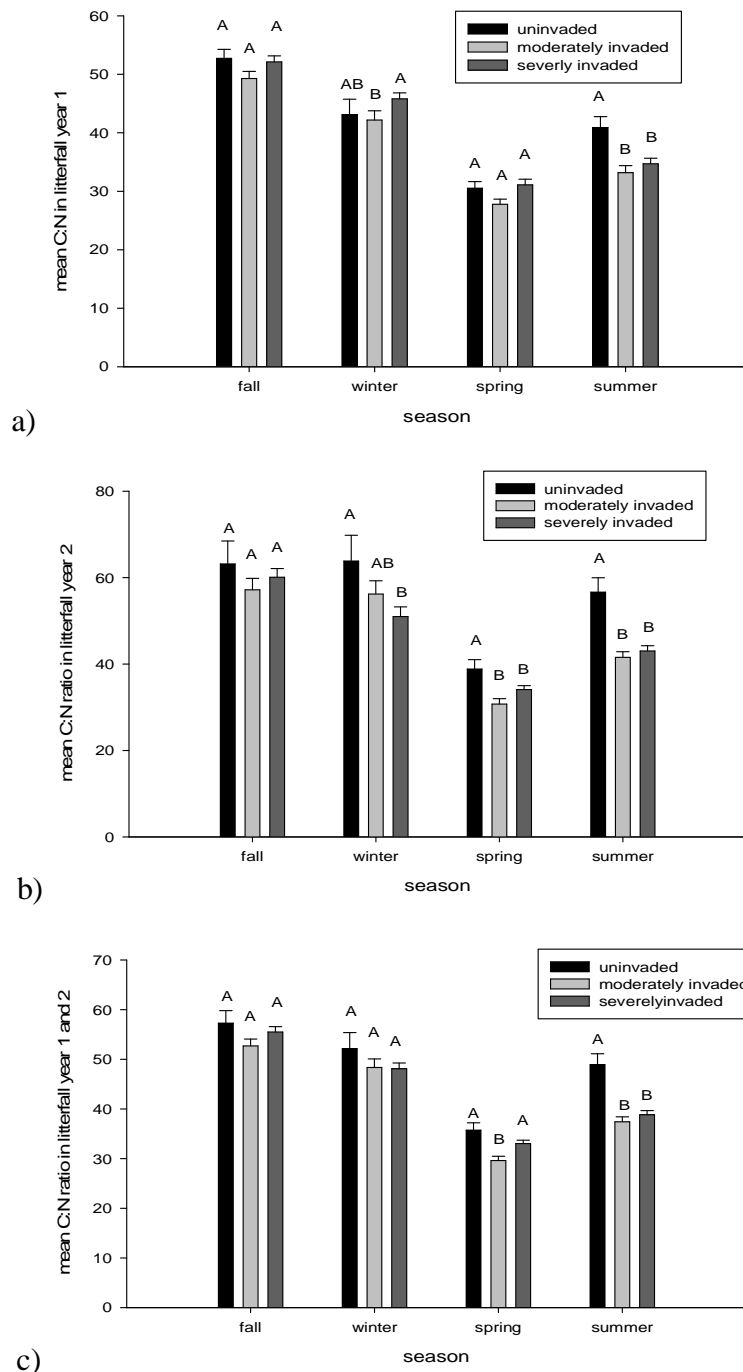 mean C:N in litterfall year 1
60
50
40
30
20
10
0
uninvaded
moderately invaded
severly invaded
A
A
A
AB
B
A
A
A
A
A
B
B
fall
winter
spring
summer
season
a)
mean C:N ratio in litterfall year 2
80
60
40
20
0
uninvaded
moderately invaded
severely invaded
A
A
A
A
AB
B
A
B
B
A
B
B
fall
winter
spring
summer
season
b)
mean C:N ratio in litterfall year 1 and 2
70
60
50
40
30
20
10
0
uninvaded
moderately invaded
severelyinvaded
A
A
A
A
A
A
A
B
A
A
B
B
fall
winter
spring
summer
season
c)